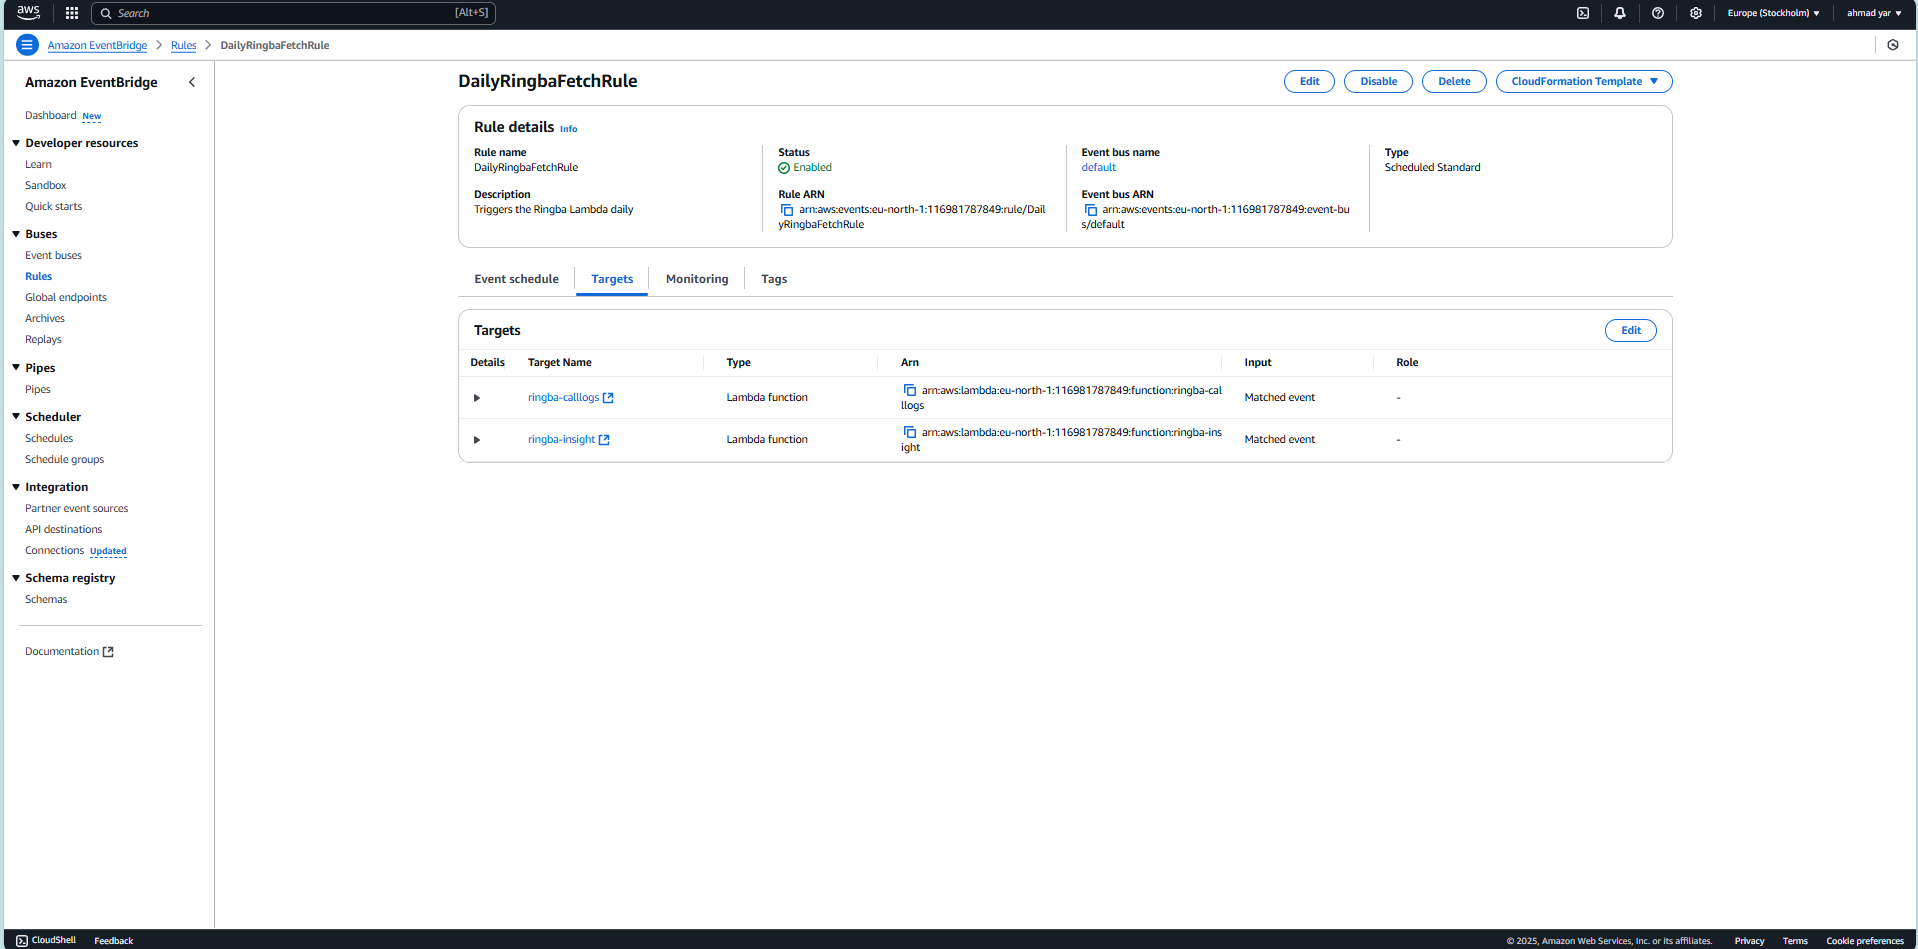 aws
Search
[Alt+S]
Europe (Stockholm)
ahmad yar
Amazon EventBridge
Rules
DailyRingbaFetchRule
Amazon EventBridge
Dashboard New
Developer resources
Learn
Sandbox
Quick starts
Buses
Event buses
Rules
Global endpoints
Archives
Replays
Pipes
Pipes
Scheduler
Schedules
Schedule groups
Integration
Partner event sources
API destinations
Connections Updated
Schema registry
Schemas
Documentation
DailyRingbaFetchRule
Edit
Disable
Delete
CloudFormation Template
Rule details Info
Rule name
DailyRingbaFetchRule
Description
Triggers the Ringba Lambda daily
Status
Enabled
Rule ARN
arn:aws:events:eu-north-1:116981787849:rule/Dail
yRingbaFetchRule
Event bus name
default
Event bus ARN
arn:aws:events:eu-north-1:116981787849:event-bu
s/default
Type
Scheduled Standard
Event schedule
Targets
Monitoring
Tags
Targets
Edit
Details Target Name Type Arn Input Role
ringba-calllogs Lambda function arn:aws:lambda:eu-north-1:116981787849:function:ringba-cal Matched event -
llogs
ringba-insight Lambda function arn:aws:lambda:eu-north-1:116981787849:function:ringba-ins Matched event -
ight
CloudShell
Feedback
© 2025, Amazon Web Services, Inc. or its affiliates.
Privacy
Terms
Cookie preferences